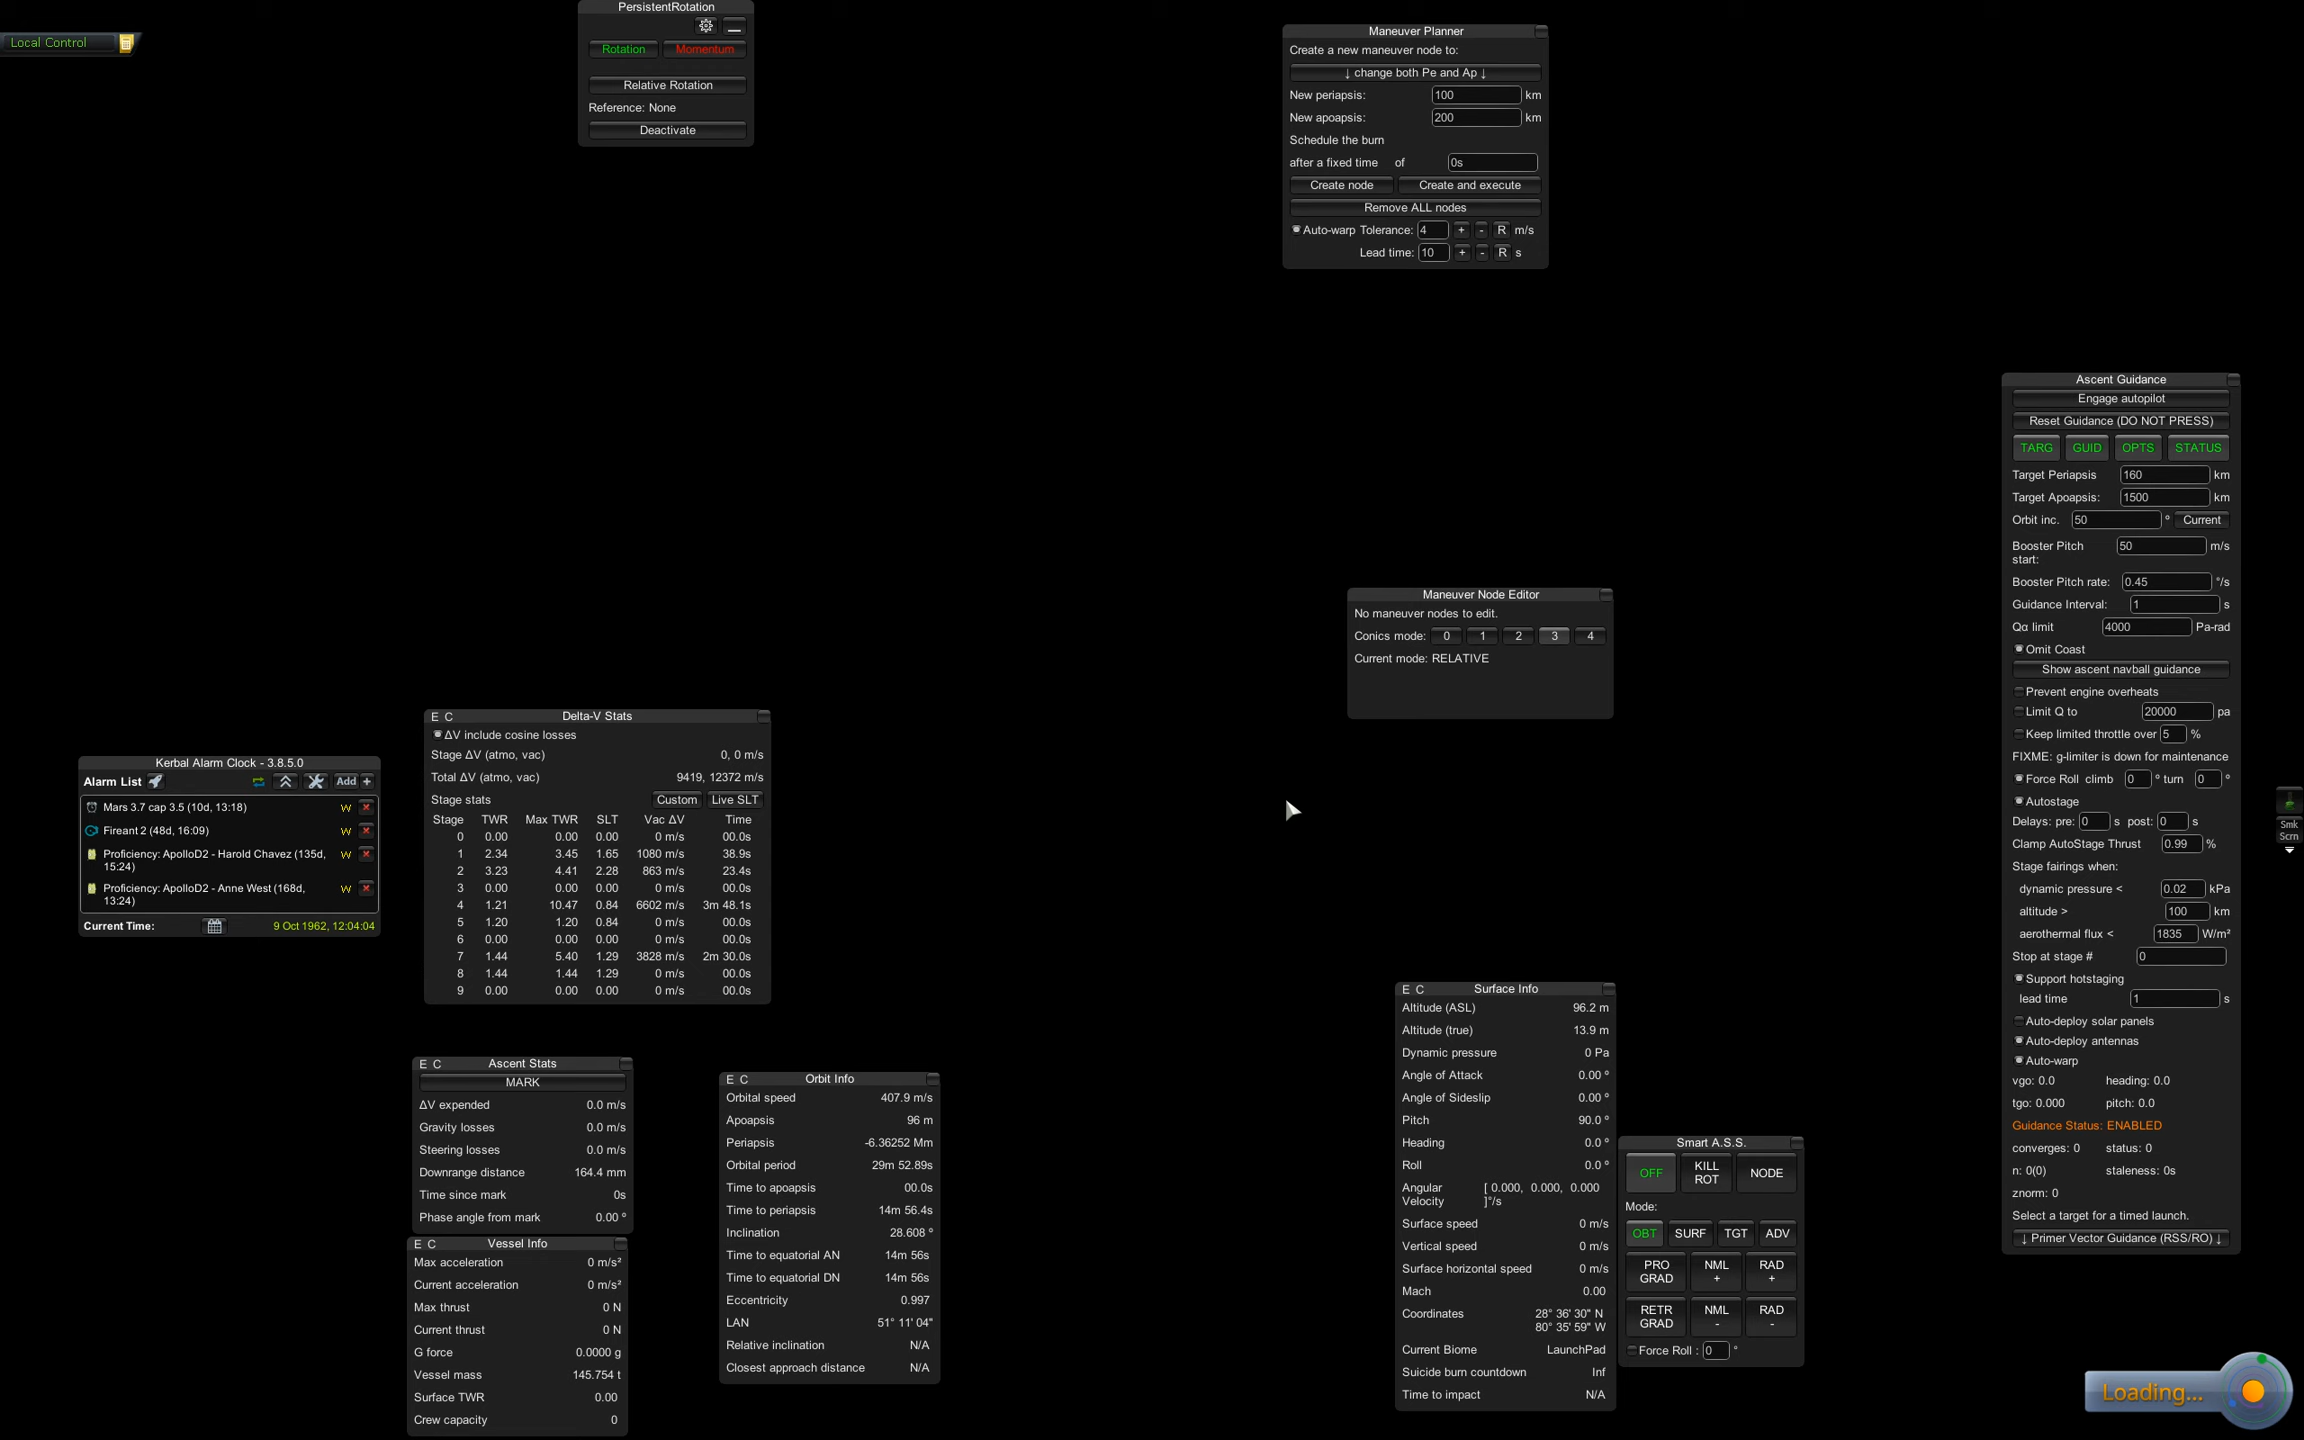 Local Control
PersistentRotation
Rotation Momentum
Relative Rotation
Reference: None
Deactivate
Maneuver Planner
Create a new maneuver node to:
↓ change both Pe and Ap ↓
New periapsis: 100 km
New apoapsis: 200 km
Schedule the burn
after a fixed time of 0s
Create node Create and execute
Remove ALL nodes
Auto-warp Tolerance: 4 + - R m/s
Lead time: 10 + - R s
Ascent Guidance
Engage autopilot
Reset Guidance (DO NOT PRESS)
TARG GUID OPTS STATUS
Target Periapsis 160 km
Target Apoapsis: 1500 km
Orbit inc. 50 º Current
Booster Pitch start: 50 m/s
Booster Pitch rate: 0.45 °/s
Guidance Interval: 1 s
Qα limit 4000 Pa-rad
Omit Coast
Show ascent navball guidance
Prevent engine overheats
Limit Q to 20000 pa
Keep limited throttle over 5 %
FIXME: g-limiter is down for maintenance
Force Roll climb 0 º turn 0 º
Autostage
Delays: pre: 0 s post: 0 s
Clamp AutoStage Thrust 0.99 %
Stage fairings when:
dynamic pressure < 0.02 kPa
altitude > 100 km
aerothermal flux < 1835 W/m²
Stop at stage # 0
Support hotstaging
lead time 1 s
Auto-deploy solar panels
Auto-deploy antennas
Auto-warp
vgo: 0.0 heading: 0.0
tgo: 0.000 pitch: 0.0
Guidance Status: ENABLED
converges: 0 status: 0
n: 0(0) staleness: 0s
znorm: 0
Select a target for a timed launch.
↓ Primer Vector Guidance (RSS/RO) ↓
Maneuver Node Editor
No maneuver nodes to edit.
Conics mode: 0 1 2 3 4
Current mode: RELATIVE
Kerbal Alarm Clock - 3.8.5.0
Alarm List Add +
Mars 3.7 cap 3.5 (10d, 13:18) W
Fireant 2 (48d, 16:09) W
Proficiency: ApolloD2 - Harold Chavez (135d, W
15:24)
Proficiency: ApolloD2 - Anne West (168d, W
13:24)
Current Time: 9 Oct 1962, 12:04:04
E C Delta-V Stats
ΔV include cosine losses
Stage ΔV (atmo, vac) 0, 0 m/s
Total ΔV (atmo, vac) 9419, 12372 m/s
Stage stats Custom Live SLT
Stage TWR Max TWR SLT Vac ΔV Time
0 0.00 0.00 0.00 0 m/s 00.0s
1 2.34 3.45 1.65 1080 m/s 38.9s
2 3.23 4.41 2.28 863 m/s 23.4s
3 0.00 0.00 0.00 0 m/s 00.0s
4 1.21 10.47 0.84 6602 m/s 3m 48.1s
5 1.20 1.20 0.84 0 m/s 00.0s
6 0.00 0.00 0.00 0 m/s 00.0s
7 1.44 5.40 1.29 3828 m/s 2m 30.0s
8 1.44 1.44 1.29 0 m/s 00.0s
9 0.00 0.00 0.00 0 m/s 00.0s
E C Ascent Stats
MARK
ΔV expended 0.0 m/s
Gravity losses 0.0 m/s
Steering losses 0.0 m/s
Downrange distance 164.4 mm
Time since mark 0s
Phase angle from mark 0.00 º
E C Vessel Info
Max acceleration 0 m/s²
Current acceleration 0 m/s²
Max thrust 0 N
Current thrust 0 N
G force 0.0000 g
Vessel mass 145.754 t
Surface TWR 0.00
Crew capacity 0
E C Orbit Info
Orbital speed 407.9 m/s
Apoapsis 96 m
Periapsis -6.36252 Mm
Orbital period 29m 52.89s
Time to apoapsis 00.0s
Time to periapsis 14m 56.4s
Inclination 28.608 º
Time to equatorial AN 14m 56s
Time to equatorial DN 14m 56s
Eccentricity 0.997
LAN 51° 11' 04"
Relative inclination N/A
Closest approach distance N/A
E C Surface Info
Altitude (ASL) 96.2 m
Altitude (true) 13.9 m
Dynamic pressure 0 Pa
Angle of Attack 0.00 º
Angle of Sideslip 0.00 º
Pitch 90.0 º
Heading 0.0 º
Roll 0.0 º
Angular [ 0.000, 0.000, 0.000
Velocity ]°/s
Surface speed 0 m/s
Vertical speed 0 m/s
Surface horizontal speed 0 m/s
Mach 0.00
Coordinates 28° 36' 30" N
80° 35' 59" W
Current Biome LaunchPad
Suicide burn countdown Inf
Time to impact N/A
Smart A.S.S.
OFF KILL ROT NODE
Mode:
OBT SURF TGT ADV
PRO GRAD NML + RAD +
RETR GRAD NML - RAD -
Force Roll : 0 °
Smk
Scrn
Loading...